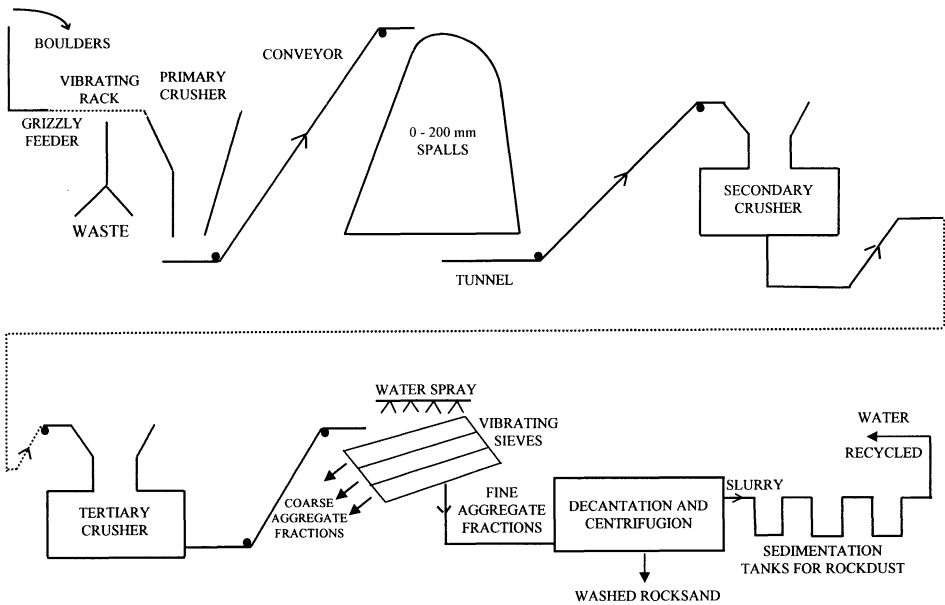 BOULDERS
VIBRATING
RACK
PRIMARY
CRUSHER
CONVEYOR
GRIZZLY
FEEDER
WASTE
0 - 200 mm
SPALLS
TUNNEL
SECONDARY
CRUSHER
WATER SPRAY
VIBRATING
SIEVES
WATER
RECYCLED
TERTIARY
CRUSHER
COARSE
AGGREGATE
FRACTIONS
FINE
AGGREGATE
FRACTIONS
DECANTATION AND
CENTRIFUGION
SLURRY
SEDIMENTATION
TANKS FOR ROCKDUST
WASHED ROCKSAND